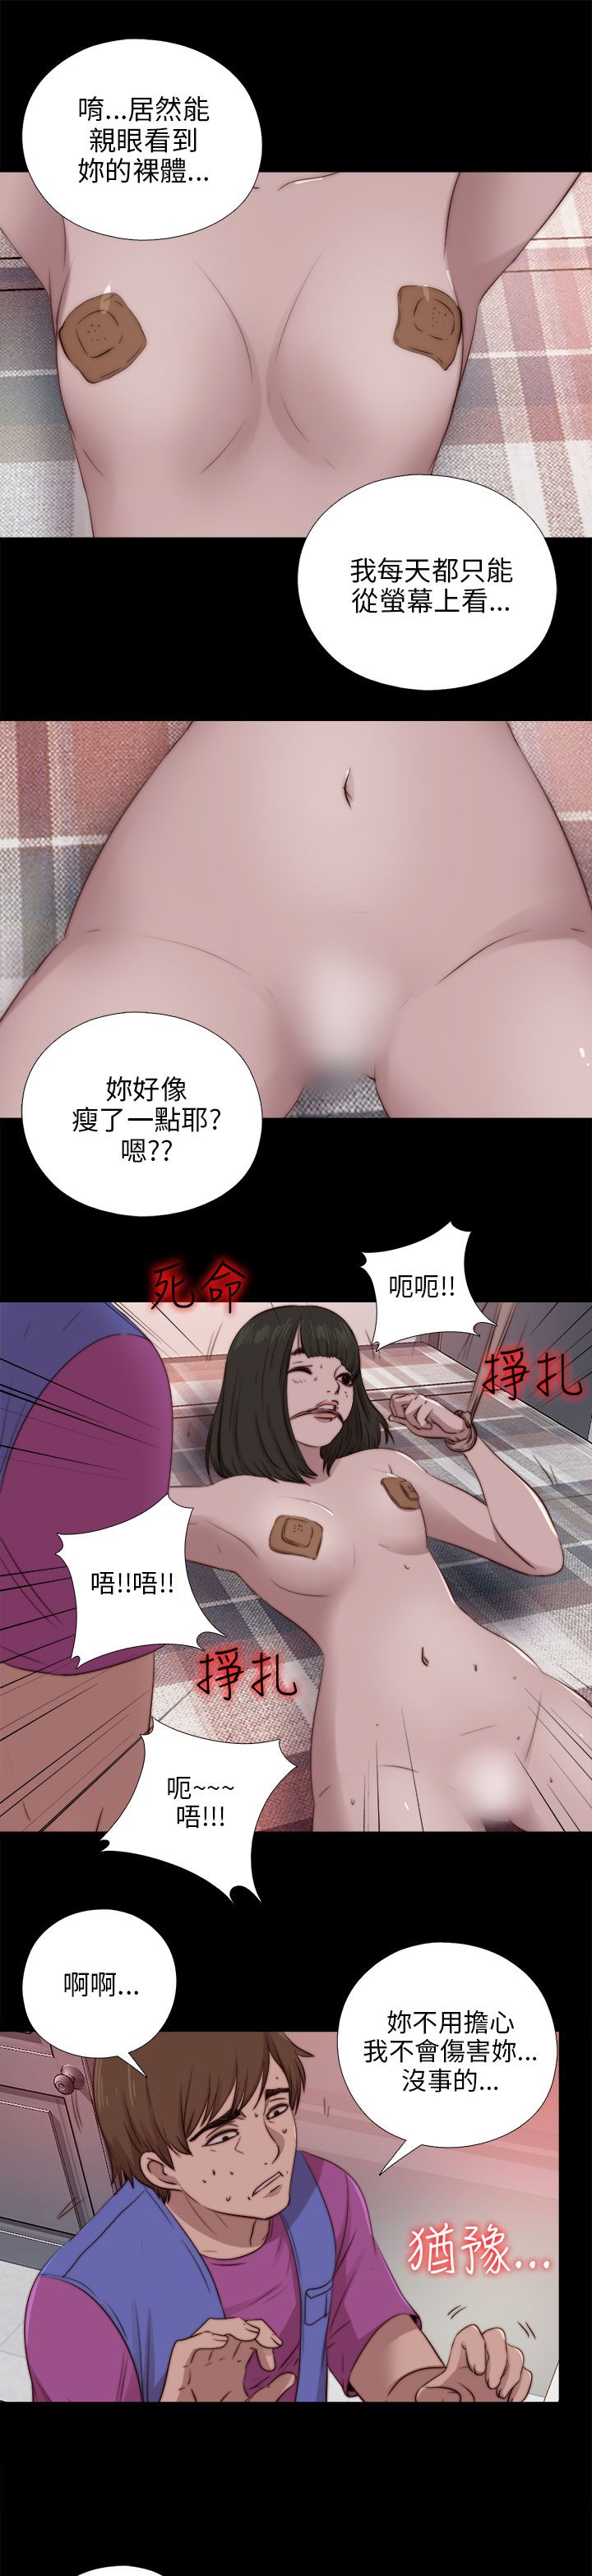 唷...居然能
親眼看到
妳的裸體...
我每天都只能
從螢幕上看...
妳好像
瘦了一點耶?
嗯??
死命
呃呃!!
掙扎
唔!!唔!!
掙扎
呃~~~
唔!!!
啊啊...
妳不用擔心
我不會傷害妳...
沒事的...
猶豫...